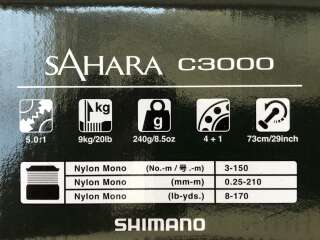 SAHARA C3000
kg
g
5.0:1 9kg/20lb 240g/8.5oz 4+1 73cm/29inch
Nylon Mono (No.-m / 号.-m) 3-150
Nylon Mono (mm-m) 0.25-210
Nylon Mono (lb-yds.) 8-170
SHIMANO